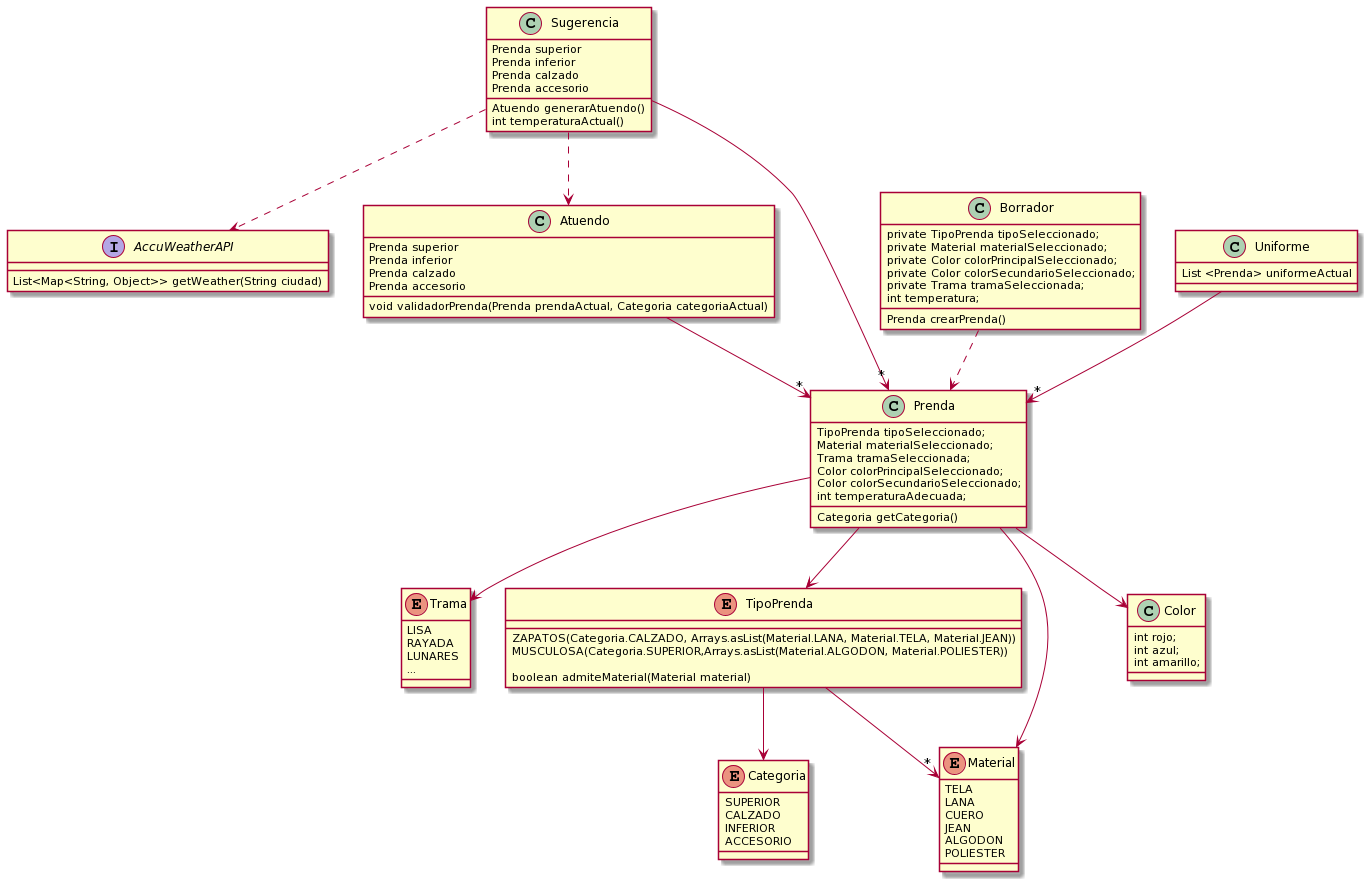 C Sugerencia
Prenda superior
Prenda inferior
Prenda calzado
Prenda accesorio
Atuendo generarAtuendo()
int temperaturaActual()
I AccuWeatherAPI
List<Map<String, Object>> getWeather(String ciudad)
C Atuendo
Prenda superior
Prenda inferior
Prenda calzado
Prenda accesorio
void validadorPrenda(Prenda prendaActual, Categoria categoriaActual)
C Borrador
private TipoPrenda tipoSeleccionado;
private Material materialSeleccionado;
private Color colorPrincipalSeleccionado;
private Color colorSecundarioSeleccionado;
private Trama tramaSeleccionada;
int temperatura;
Prenda crearPrenda()
C Uniforme
List <Prenda> uniformeActual
*
*
*
C Prenda
TipoPrenda tipoSeleccionado;
Material materialSeleccionado;
Trama tramaSeleccionada;
Color colorPrincipalSeleccionado;
Color colorSecundarioSeleccionado;
int temperaturaAdecuada;
Categoria getCategoria()
E Trama
LISA
RAYADA
LUNARES
...
E TipoPrenda
ZAPATOS(Categoria.CALZADO, Arrays.asList(Material.LANA, Material.TELA, Material.JEAN))
MUSCULOSA(Categoria.SUPERIOR,Arrays.asList(Material.ALGODON, Material.POLIESTER))
boolean admiteMaterial(Material material)
C Color
int rojo;
int azul;
int amarillo;
*
E Categoria
SUPERIOR
CALZADO
INFERIOR
ACCESORIO
E Material
TELA
LANA
CUERO
JEAN
ALGODON
POLIESTER